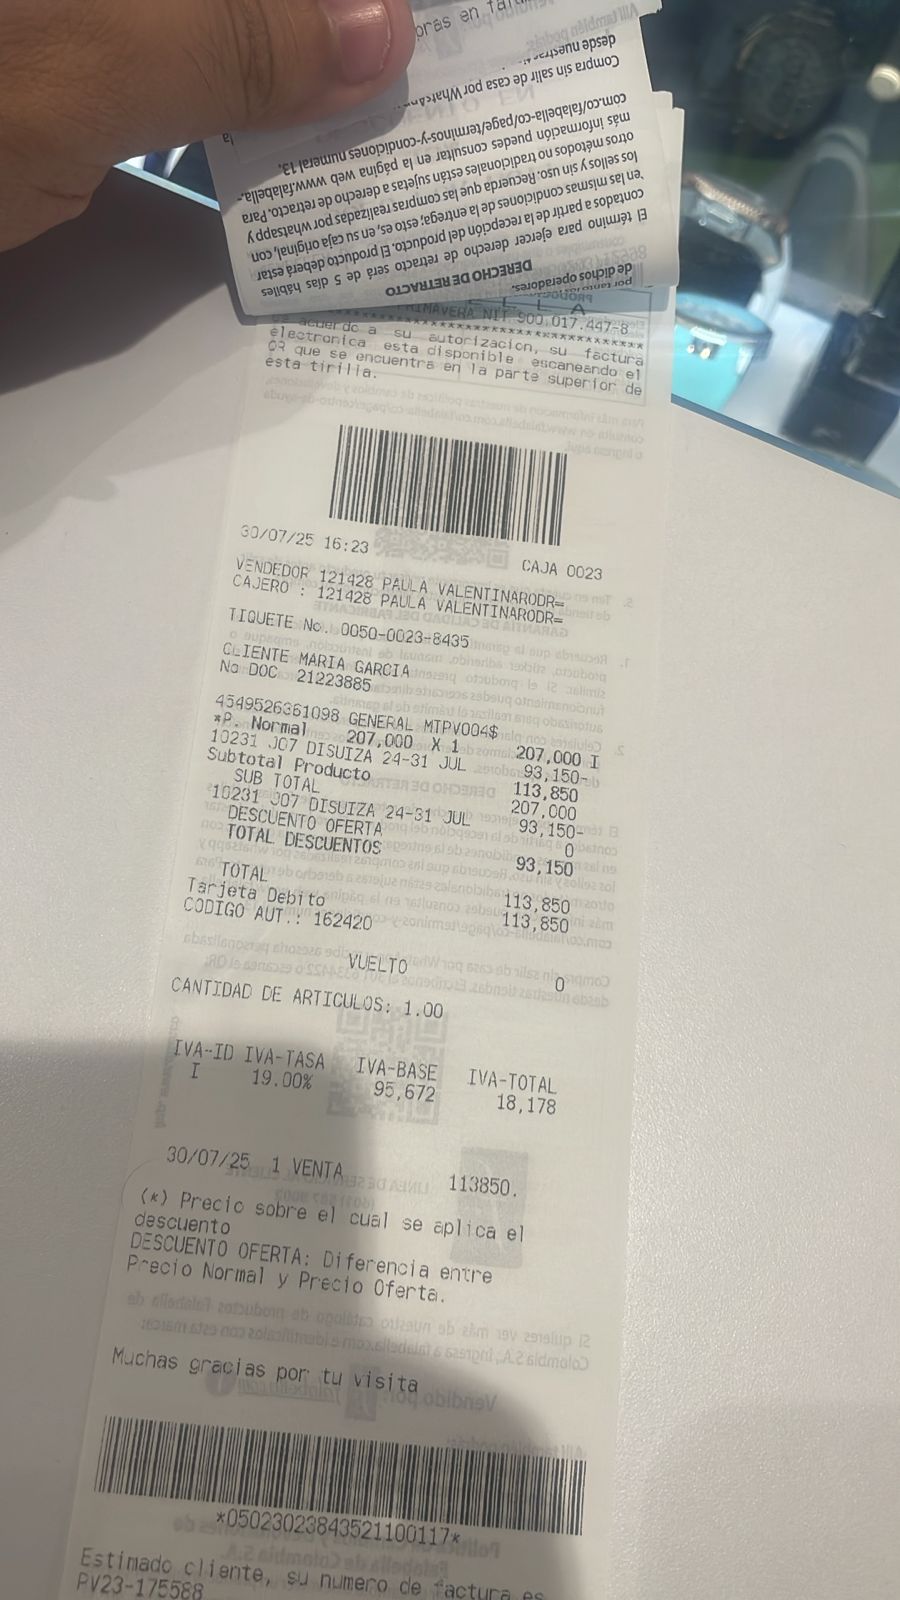 oras en
Compra sin salir de casa por WhatsApp
desde nuestras
más información puedes consultar en la página web www.falabella.
com.co/falabella-co/page/terminos-y-condiciones numeral 13.
otros métodos no tradicionales están sujetas a derecho de retracto. Para
los sellos y sin uso. Recuerda que las compras realizadas por whatsapp y
en las mismas condiciones de la entrega; esto es, en su caja original, con
contados a partir de la recepción del producto. El producto deberá estar
El término para ejercer derecho de retracto será de 5 días hábiles
DERECHO DE RETRACTO
por
de dichos operadores.
PRIMAVERA NIT 900.017.447-8
De acuerdo a su autorizacion, su factura
electronica esta disponible escaneando el
QR que se encuentra en la parte superior de
esta tirilla.
30/07/25 16:23 CAJA 0023
VENDEDOR 121428 PAULA VALENTINARODR=
CAJERO : 121428 PAULA VALENTINARODR=
TIQUETE No. 0050-0023-8435
CLIENTE MARIA GARCIA
No DOC 21223885
4549526361098 GENERAL MTPV004$
*P. Normal 207,000 X 1 207,000 I
10231 J07 DISUIZA 24-31 JUL 93,150-
Subtotal Producto 113,850
SUB TOTAL 207,000
10231 J07 DISUIZA 24-31 JUL 93,150-
DESCUENTO OFERTA 0
TOTAL DESCUENTOS 93,150
TOTAL 113,850
Tarjeta Debito 113,850
CODIGO AUT.: 162420
VUELTO 0
CANTIDAD DE ARTICULOS: 1.00
IVA-ID IVA-TASA IVA-BASE IVA-TOTAL
I 19.00% 95,672 18,178
30/07/25 1 VENTA 113850.
(*) Precio sobre el cual se aplica el
descuento
DESCUENTO OFERTA: Diferencia entre
Precio Normal y Precio Oferta.
Muchas gracias por tu visita
*05023023843521100117*
Estimado cliente, su numero de factura es
PV23-175588